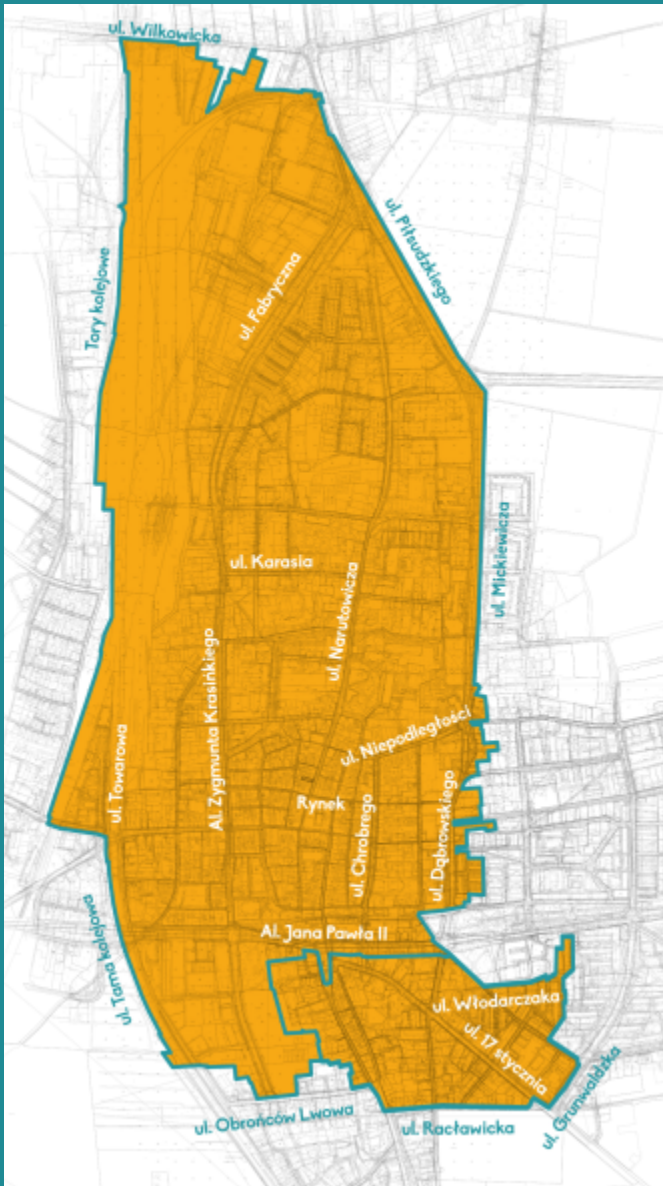 ul. Wilkowicka
ul. Piłsudzkiego
Tary kolejowe
ul. Fabryczna
ul. Mickiewicza
ul. Karasia
ul. Narutowicza
Al. Zygmunta Krasińkiego
ul. Niepodległości
ul. Towarowa
Rynek
ul. Chrobrego
ul. Dąbrowskiego
Al. Jana Pawła II
ul. Tama kolejowa
ul. Włodarczaka
ul. 17 stycznia
ul. Grunwaldzka
ul. Obrońców Lwowa
ul. Racławicka